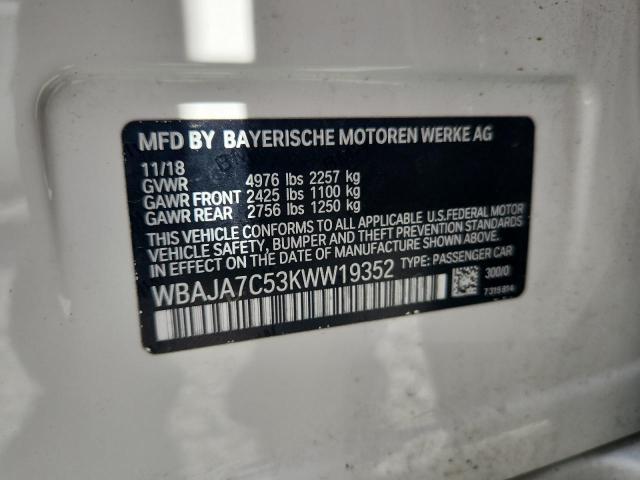 MFD BY BAYERISCHE MOTOREN WERKE AG
11/18
GVWR 4976 lbs 2257 kg
GAWR FRONT 2425 lbs 1100 kg
GAWR REAR 2756 lbs 1250 kg
THIS VEHICLE CONFORMS TO ALL APPLICABLE U.S. FEDERAL MOTOR
VEHICLE SAFETY, BUMPER AND THEFT PREVENTION STANDARDS
IN EFFECT ON THE DATE OF MANUFACTURE SHOWN ABOVE.
WBAJA7C53KWW19352 TYPE: PASSENGER CAR
300/0
7315814